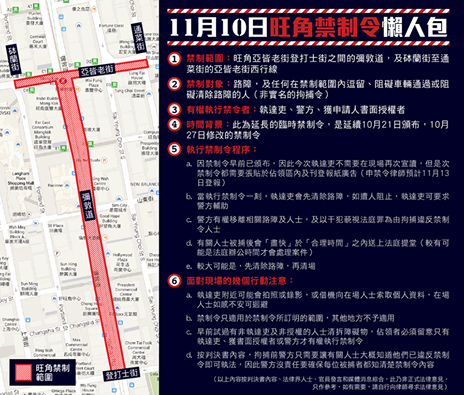 11月10日旺角禁制令懶人包
1 禁制範圍：旺角亞皆老街登打士街之間的彌敦道，及砵蘭街至通
菜街的亞皆老街西行線
2 禁制對象：路障，及任何在禁制範圍內逗留、阻礙車輛通過或阻
礙清除路障的人（非實名的拘捕令）
3 有權執行禁令者：執達吏、警方、獲申請人書面授權者
4 時間背景：此為延長的臨時禁制令，是延續10月21日頒布，10月
27日修改的禁制令
5 執行禁制令程序：
a. 因禁制令早前已頒布，因此今次執達吏不需要在現場再次宣讀，但是次
禁制令都需要張貼於佔領區內及刊登報紙廣告（申禁令律師預計11月13
日登報）
b. 當執行禁制令一刻，執達吏會先清除路障，如遭人阻止，執達吏可要求
警方輔助
c. 警方有權移離相關路障及人士，及以干犯藐視法庭罪為由拘捕違反禁制
令人士
d. 有關人士被捕後會「盡快」於「合理時間」之內送上法庭提堂（較有可
能是法庭辦公時間才會處理案件）
e. 較大可能是，先清除路障，再清場
6 面對現場的幾個行動注意：
a. 執達吏附近可能會拍照或錄影，或借機向在場人士索取個人資料，在場
人士如感不安可迴避
b. 禁制令只適用於禁制令所訂明的範圍，其他地方不予適用
c. 早前試過有非執達吏及非授權的人士清拆障礙物，佔領者必須留意只有
執達吏、獲書面授權者或警方才有權執行禁制令
d. 按判決書內容，拘捕前警方只需要讓有關人士大概知道他們已違反禁制
令即可執法，因此警方沒責任要確保每位被捕者都知清楚禁制令內容
（以上內容按判決書內容、法律界人士、官員發言和媒體消息綜合，此乃非正式法律意見，
只作參考，如有需要，請自行向律師尋求法律意見）
砵蘭街
通菜街
亞皆老街
彌敦道
登打士街
旺角禁制
範圍